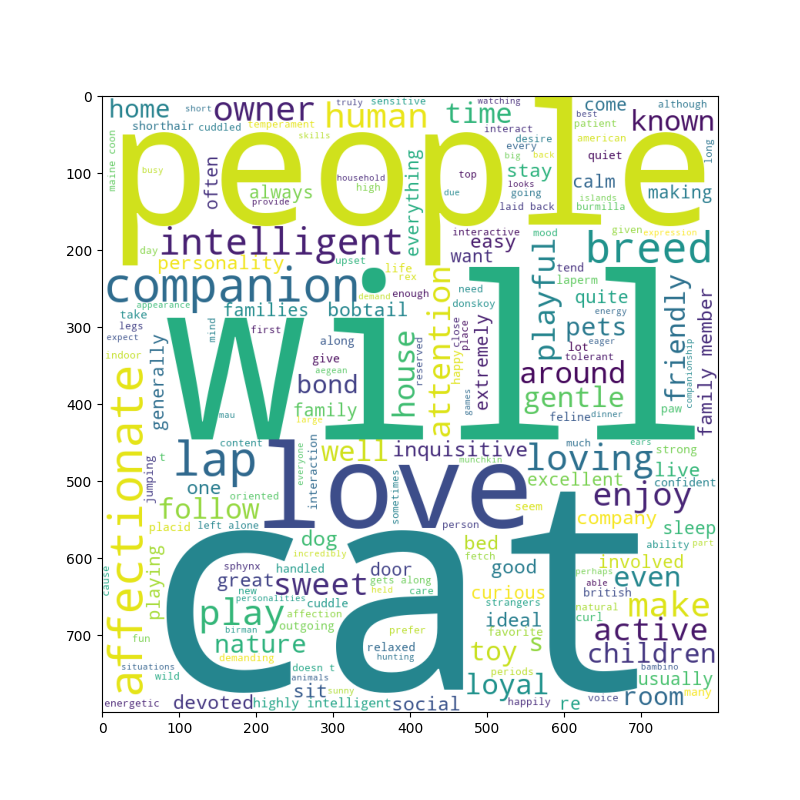 0
100
200
300
400
500
600
700
0 100 200 300 400 500 600 700
home short owner truly sensitive human watching time come although
shorthair cuddled temperament skills interact desire best patient known
maine coon people every american long
busy often household high top big back quiet
always everything stay looks going calm making
provide due laid back islands burmilla
day intelligent interactive easy mood given expression breed
personality upset want playful tend
companion life rex demand enough attention need donskoy laperm quite friendly
appearance families bobtail energy
take legs mind first along house reserved close place extremely eager pets family member
expect will lot tolerant companionship
indoor generally give aegean happy around
bond games gentle paw
affectionate mau family large feline dinner
content lap everyone interaction well inquisitive much ears strong
t jumping love munchkin loving live
one oriented sometimes excellent confident
follow seem enjoy
placid left alone person company sleep
cat dog incredibly bed fetch ability part
playing sphynx handled door good perhaps involved
cause great new sweet gets along curious able even
personalities cuddle held care strangers british
play affection ideal natural make
birman outgoing prefer favorite curl
fun nature s active
demanding relaxed hunting toy children
situations doesn t animals periods bambino
wild sit sunny loyal usually
energetic devoted highly intelligent social happily re voice room many